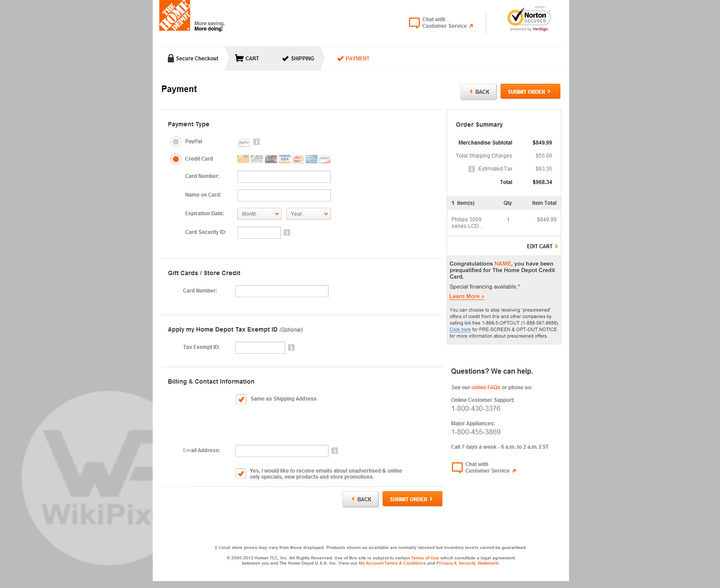 THE HOME DEPOT
More saving.
More doing.
Chat with
Customer Service
Norton
SECURED
powered by VeriSign
Secure Checkout
CART
SHIPPING
PAYMENT
Payment
BACK
SUBMIT ORDER
Payment Type
PayPal
PayPal
Credit Card
VISA
Card Number:
Name on Card:
Expiration Date:
Month
Year
Card Security ID:
Gift Cards / Store Credit
Card Number:
Apply my Home Depot Tax Exempt ID (Optional)
Tax Exempt ID:
Billing & Contact Information
Same as Shipping Address
Email Address:
Yes, I would like to receive emails about unadvertised & online
only specials, new products and store promotions.
BACK
SUBMIT ORDER
Order Summary
Merchandise Subtotal $849.99
Total Shipping Charges $55.00
Estimated Tax $63.35
Total $968.34
1 Item(s) Qty Item Total
Philips 3000 1 $849.99
series LCD...
EDIT CART
Congratulations NAME, you have been
prequalified for The Home Depot Credit
Card.
Special financing available.*
Learn More »
You can choose to stop receiving "prescreened"
offers of credit from this and other companies by
calling toll-free 1-888-5-OPTOUT (1-888-567-8688).
Click here for PRE-SCREEN & OPT-OUT NOTICE
for more information about prescreened offers.
Questions? We can help.
See our online FAQs or phone us:
Online Customer Support:
1-800-430-3376
Major Appliances:
1-800-455-3869
Call 7 days a week - 6 a.m. to 2 a.m. EST
Chat with
Customer Service
WikiPix
‡ Local store prices may vary from those displayed. Products shown as available are normally stocked but inventory levels cannot be guaranteed.
© 2000-2013 Homer TLC, Inc. All Rights Reserved. Use of this site is subject to certain Terms of Use which constitute a legal agreement
between you and The Home Depot U.S.A. Inc. View our My Account Terms & Conditions and Privacy & Security Statement.